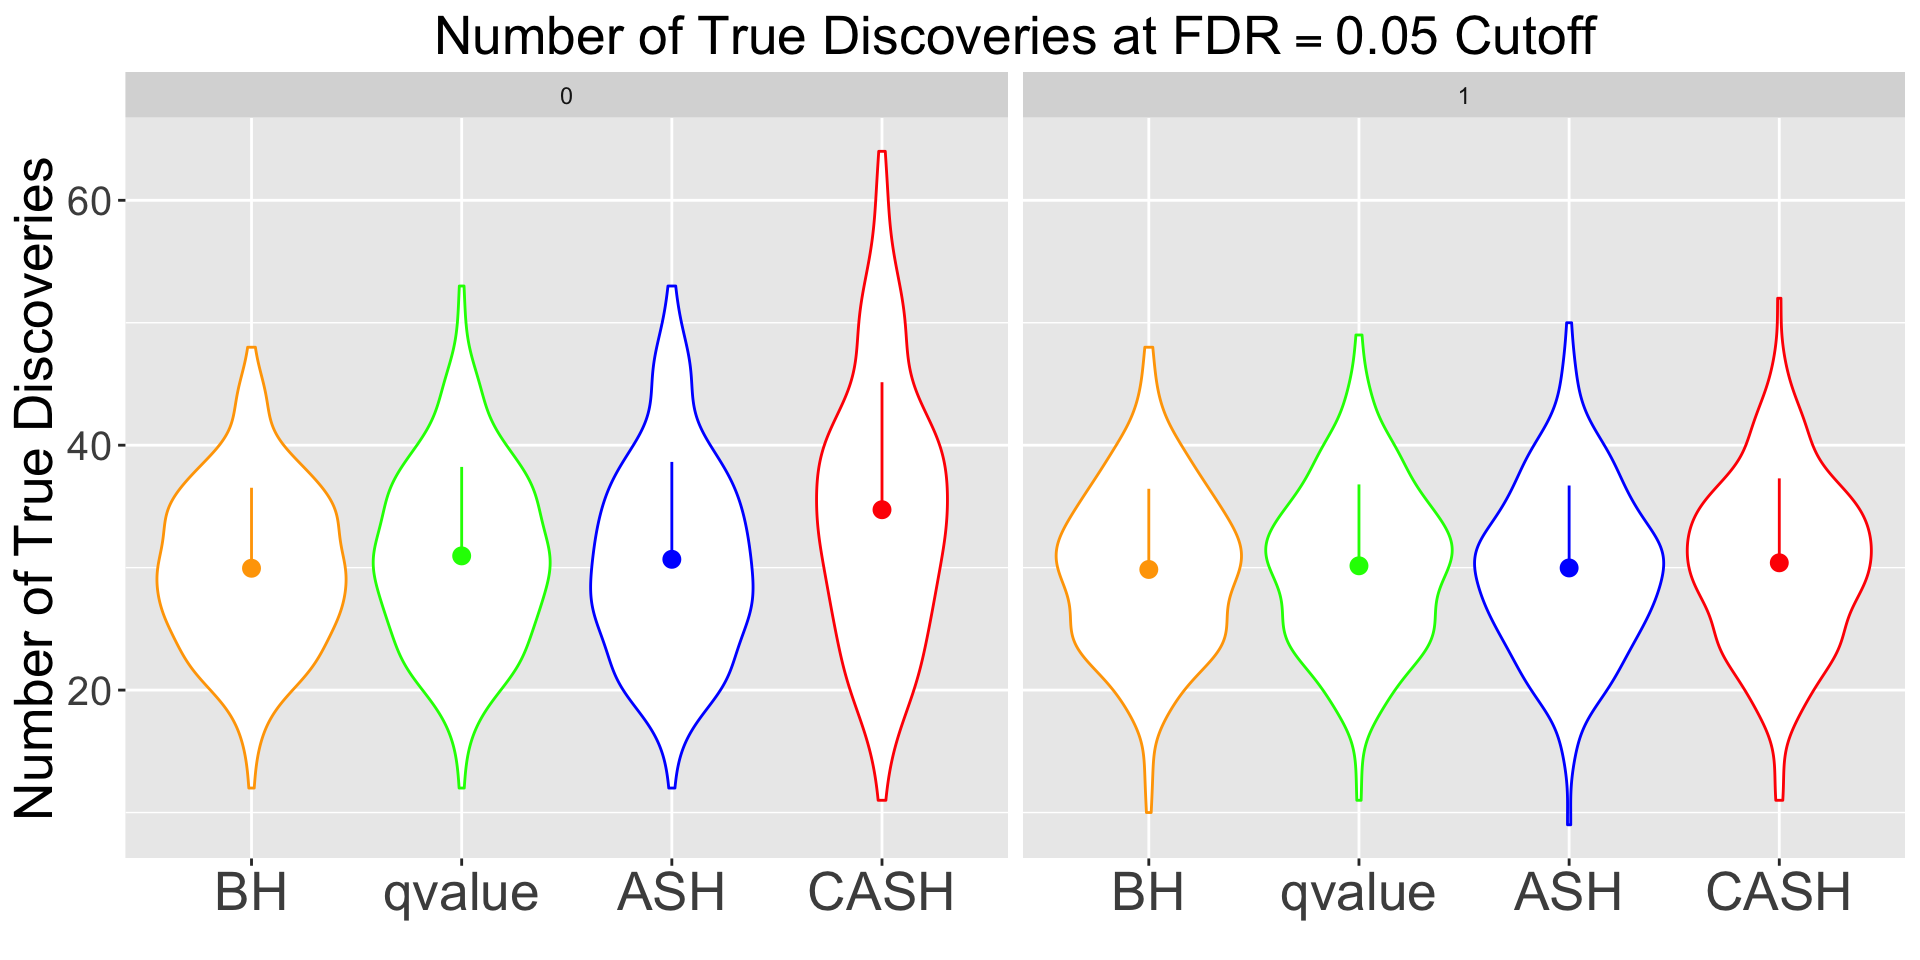 Number of True Discoveries at FDR = 0.05 Cutoff
0
1
Number of True Discoveries
60
40
20
BH qvalue ASH CASH
BH qvalue ASH CASH